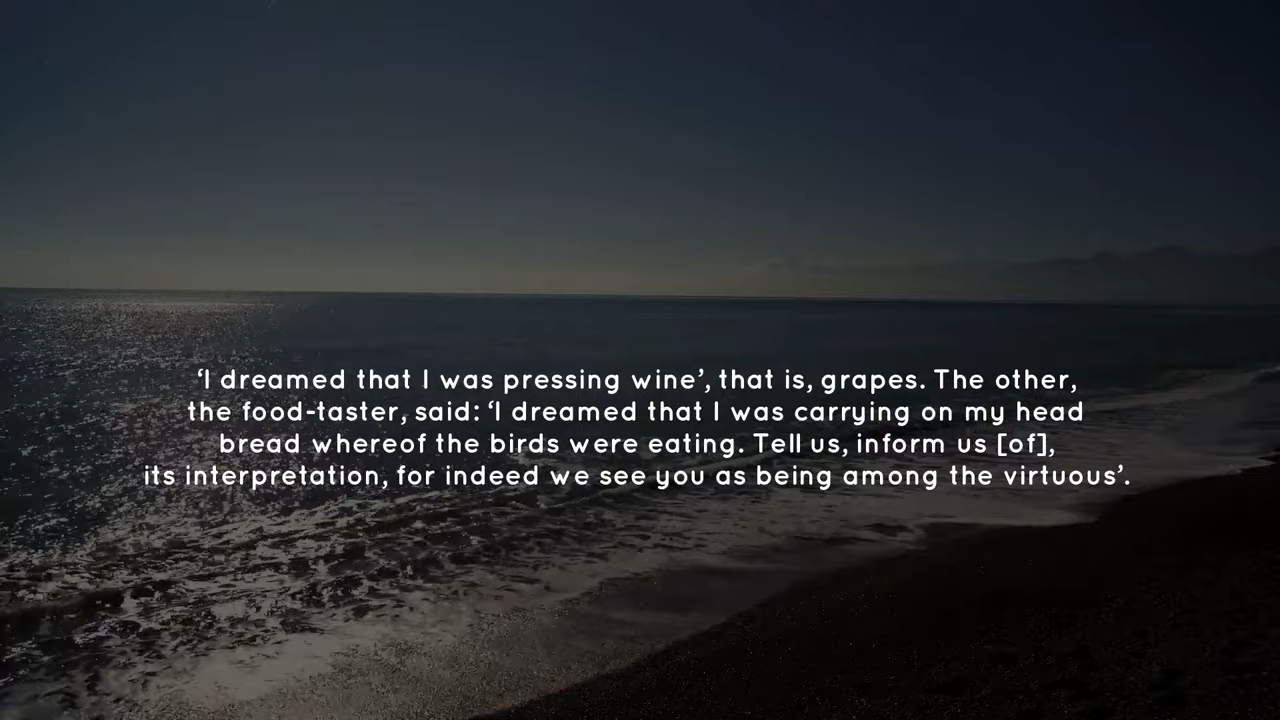 ‘I dreamed that I was pressing wine’, that is, grapes. The other,
the food-taster, said: ‘I dreamed that I was carrying on my head
bread whereof the birds were eating. Tell us, inform us [of],
its interpretation, for indeed we see you as being among the virtuous’.